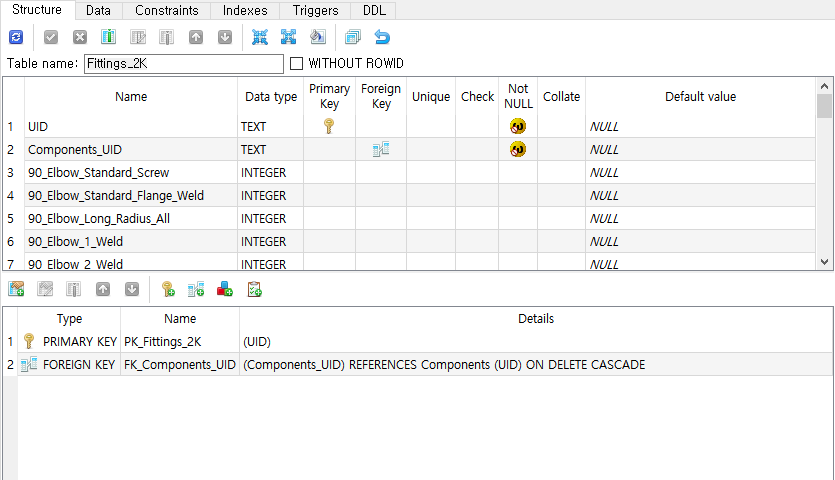 Structure Data Constraints Indexes Triggers DDL
Table name: Fittings_2K WITHOUT ROWID
Name Data type Primary Key Foreign Key Unique Check Not NULL Collate Default value
1 UID TEXT NULL
2 Components_UID TEXT NULL
3 90_Elbow_Standard_Screw INTEGER NULL
4 90_Elbow_Standard_Flange_Weld INTEGER NULL
5 90_Elbow_Long_Radius_All INTEGER NULL
6 90_Elbow_1_Weld INTEGER NULL
7 90_Elbow_2_Weld INTEGER NULL
Type Name Details
1 PRIMARY KEY PK_Fittings_2K (UID)
2 FOREIGN KEY FK_Components_UID (Components_UID) REFERENCES Components (UID) ON DELETE CASCADE